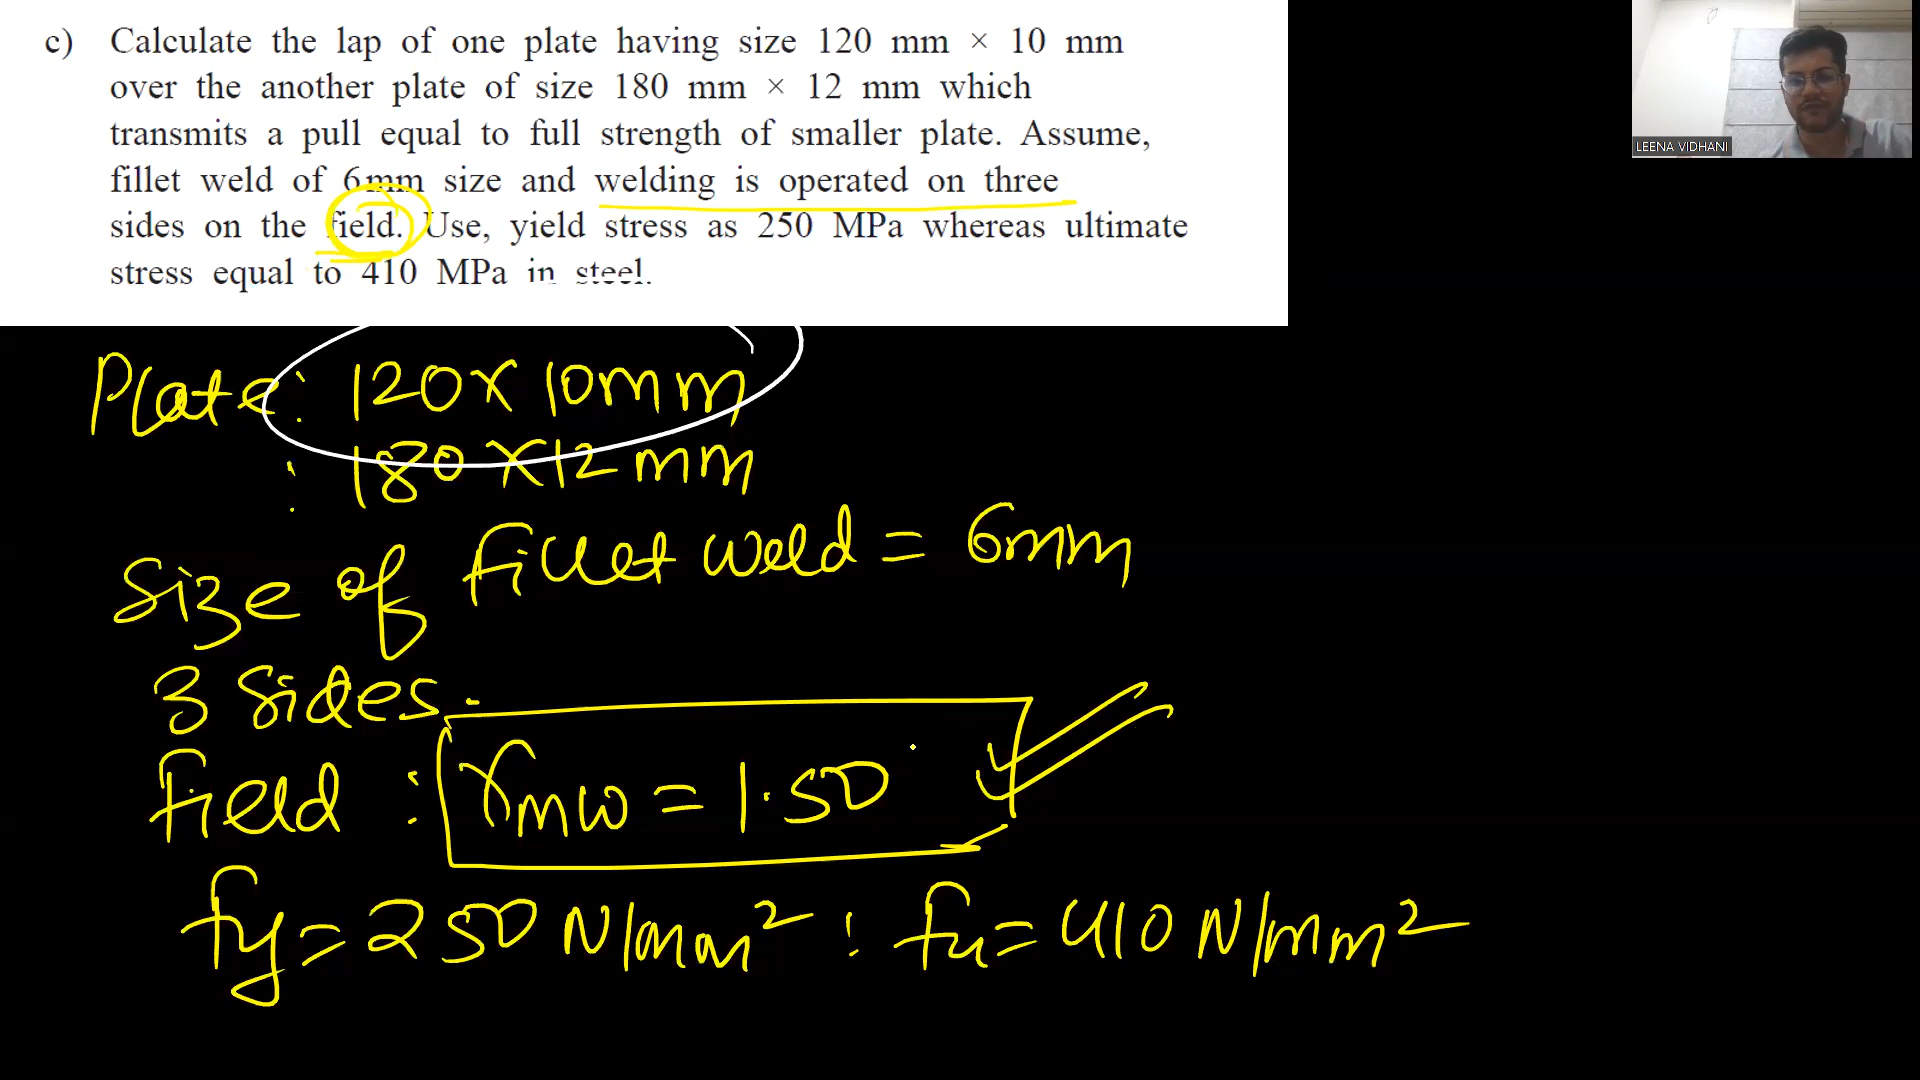 c) Calculate the lap of one plate having size 120 mm × 10 mm
over the another plate of size 180 mm × 12 mm which
transmits a pull equal to full strength of smaller plate. Assume,
fillet weld of 6mm size and welding is operated on three
sides on the field. Use, yield stress as 250 MPa whereas ultimate
stress equal to 410 MPa in steel.
LEENA VIDHANI
Plate: 120 X 10mm
: 180 X 12 mm
Size of fillet weld = 6mm
3 Sides.
Field : γmw = 1.50
fy = 250 N/mm² : fu = 410 N/mm²